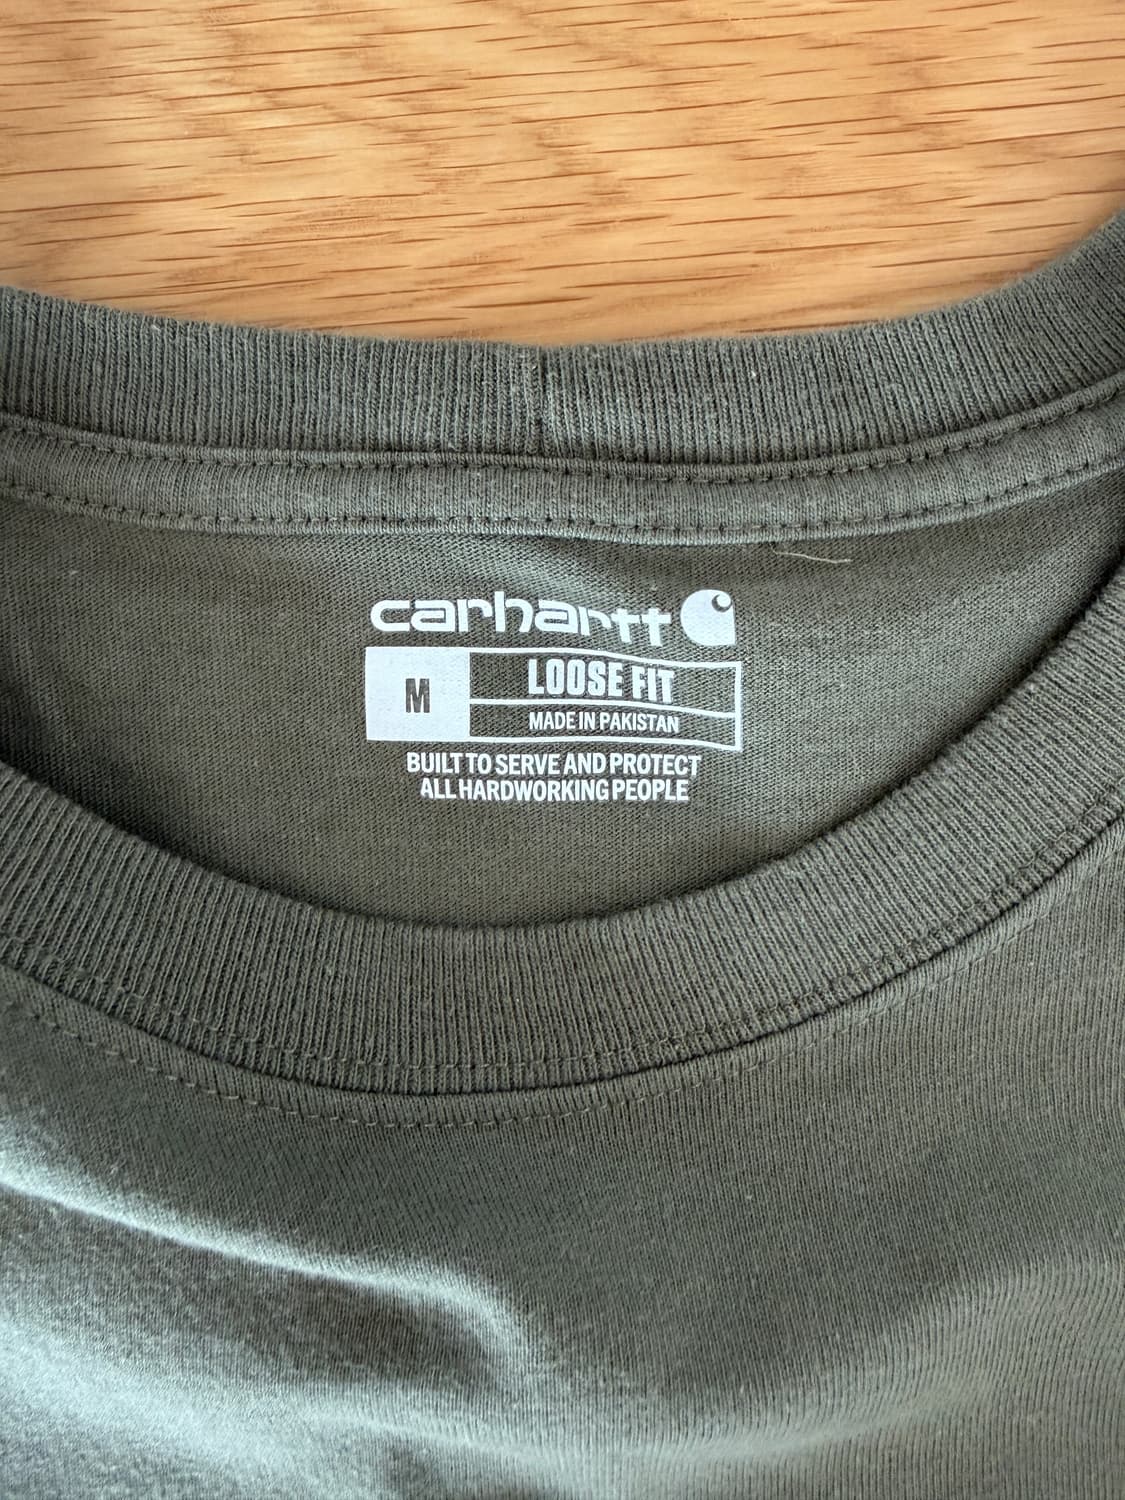 carhartt
M
LOOSE FIT
MADE IN PAKISTAN
BUILT TO SERVE AND PROTECT
ALL HARDWORKING PEOPLE